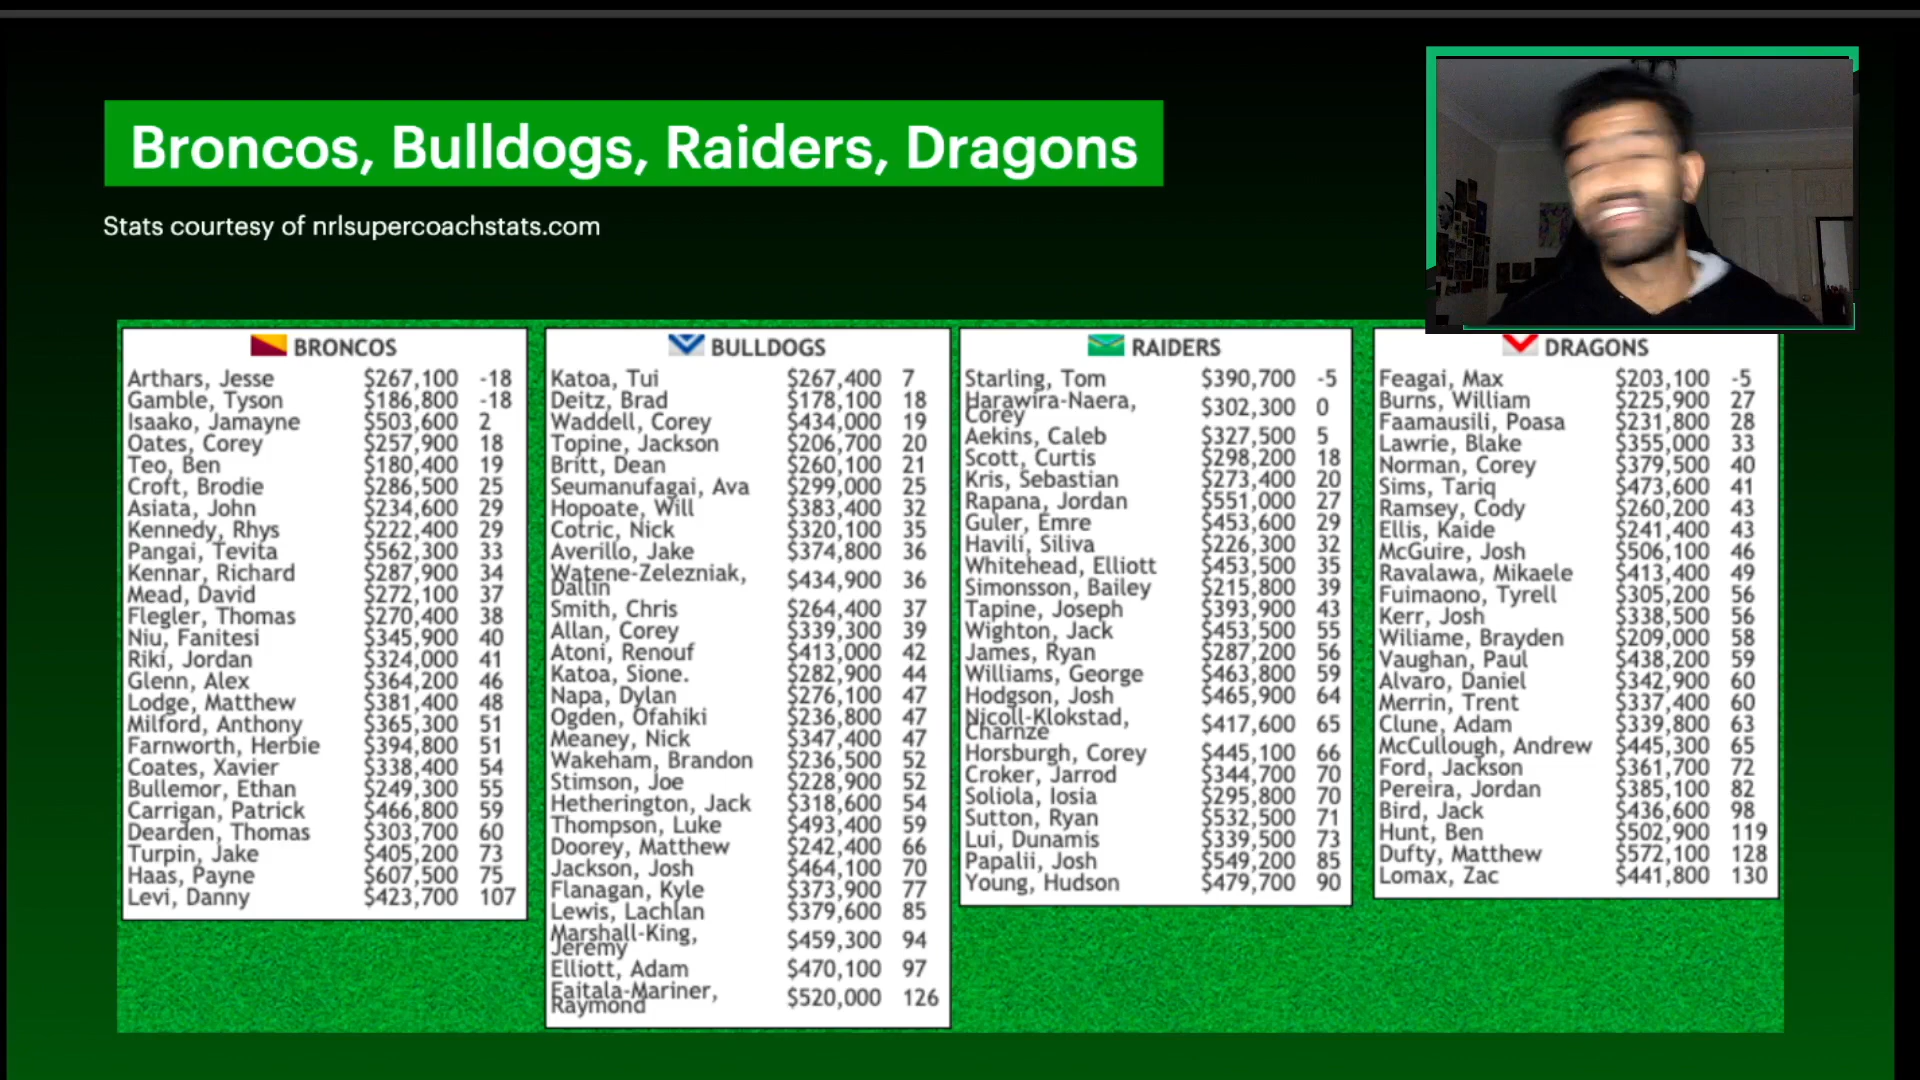 Broncos, Bulldogs, Raiders, Dragons
Stats courtesy of nrlsupercoachstats.com
BRONCOS
Arthars, Jesse $267,100 -18
Gamble, Tyson $186,800 -18
Isaako, Jamayne $503,600 2
Oates, Corey $257,900 18
Teo, Ben $180,400 19
Croft, Brodie $286,500 25
Asiata, John $234,600 29
Kennedy, Rhys $222,400 29
Pangai, Tevita $562,300 33
Kennar, Richard $287,900 34
Mead, David $272,100 37
Flegler, Thomas $270,400 38
Niu, Fanitesi $345,900 40
Riki, Jordan $324,000 41
Glenn, Alex $364,200 46
Lodge, Matthew $381,400 48
Milford, Anthony $365,300 51
Farnworth, Herbie $394,800 51
Coates, Xavier $338,400 54
Bullemor, Ethan $249,300 55
Carrigan, Patrick $466,800 59
Dearden, Thomas $303,700 60
Turpin, Jake $405,200 73
Haas, Payne $607,500 75
Levi, Danny $423,700 107
BULLDOGS
Katoa, Tui $267,400 7
Deitz, Brad $178,100 18
Waddell, Corey $434,000 19
Topine, Jackson $206,700 20
Britt, Dean $260,100 21
Seumanufagai, Ava $299,000 25
Hopoate, Will $383,400 32
Cotric, Nick $320,100 35
Averillo, Jake $374,800 36
Watene-Zelezniak,
Dallin $434,900 36
Smith, Chris $264,400 37
Allan, Corey $339,300 39
Atoni, Renouf $413,000 42
Katoa, Sione. $282,900 44
Napa, Dylan $276,100 47
Ogden, Ofahiki $236,800 47
Meaney, Nick $347,400 47
Wakeham, Brandon $236,500 52
Stimson, Joe $228,900 52
Hetherington, Jack $318,600 54
Thompson, Luke $493,400 59
Doorey, Matthew $242,400 66
Jackson, Josh $464,100 70
Flanagan, Kyle $373,900 77
Lewis, Lachlan $379,600 85
Marshall-King,
Jeremy $459,300 94
Elliott, Adam $470,100 97
Faitala-Mariner,
Raymond $520,000 126
RAIDERS
Starling, Tom $390,700 -5
Harawira-Naera,
Corey $302,300 0
Aekins, Caleb $327,500 5
Scott, Curtis $298,200 18
Kris, Sebastian $273,400 20
Rapana, Jordan $551,000 27
Guler, Emre $453,600 29
Havili, Siliva $226,300 32
Whitehead, Elliott $453,500 35
Simonsson, Bailey $215,800 39
Tapine, Joseph $393,900 43
Wighton, Jack $453,500 55
James, Ryan $287,200 56
Williams, George $463,800 59
Hodgson, Josh $465,900 64
Nicoll-Klokstad,
Charnze $417,600 65
Horsburgh, Corey $445,100 66
Croker, Jarrod $344,700 70
Soliola, Iosia $295,800 70
Sutton, Ryan $532,500 71
Lui, Dunamis $339,500 73
Papalii, Josh $549,200 85
Young, Hudson $479,700 90
DRAGONS
Feagai, Max $203,100 -5
Burns, William $225,900 27
Faamausili, Poasa $231,800 28
Lawrie, Blake $355,000 33
Norman, Corey $379,500 40
Sims, Tariq $473,600 41
Ramsey, Cody $260,200 43
Ellis, Kaide $241,400 43
McGuire, Josh $506,100 46
Ravalawa, Mikaele $413,400 49
Fuimaono, Tyrell $305,200 56
Kerr, Josh $338,500 56
Wiliame, Brayden $209,000 58
Vaughan, Paul $438,200 59
Alvaro, Daniel $342,900 60
Merrin, Trent $337,400 60
Clune, Adam $339,800 63
McCullough, Andrew $445,300 65
Ford, Jackson $361,700 72
Pereira, Jordan $385,100 82
Bird, Jack $436,600 98
Hunt, Ben $502,900 119
Dufty, Matthew $572,100 128
Lomax, Zac $441,800 130